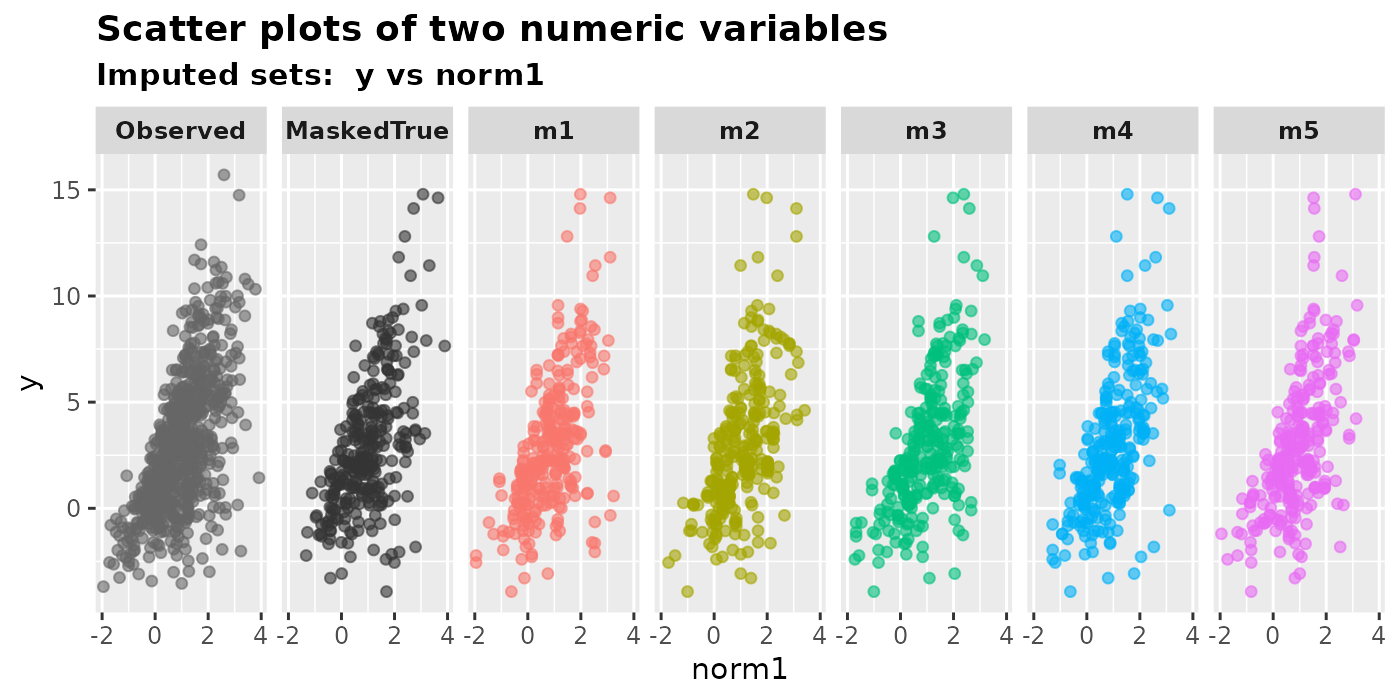 Scatter plots of two numeric variables
Imputed sets:  y vs norm1
Observed MaskedTrue m1 m2 m3 m4 m5
15
10
5
0
y
-2 0 2 4 -2 0 2 4 -2 0 2 4 -2 0 2 4 -2 0 2 4 -2 0 2 4 -2 0 2 4
norm1